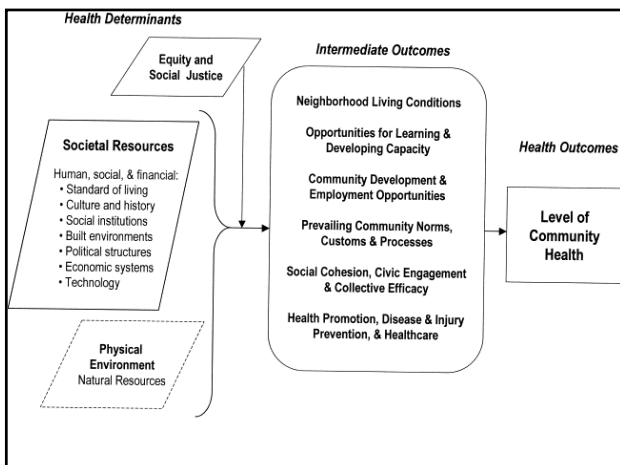 Health Determinants
Equity and
Social Justice
Societal Resources
Human, social, & financial:
• Standard of living
• Culture and history
• Social institutions
• Built environments
• Political structures
• Economic systems
• Technology
Physical
Environment
Natural Resources
Intermediate Outcomes
Neighborhood Living Conditions
Opportunities for Learning &
Developing Capacity
Community Development &
Employment Opportunities
Prevailing Community Norms,
Customs & Processes
Social Cohesion, Civic Engagement
& Collective Efficacy
Health Promotion, Disease & Injury
Prevention, & Healthcare
Health Outcomes
Level of
Community
Health